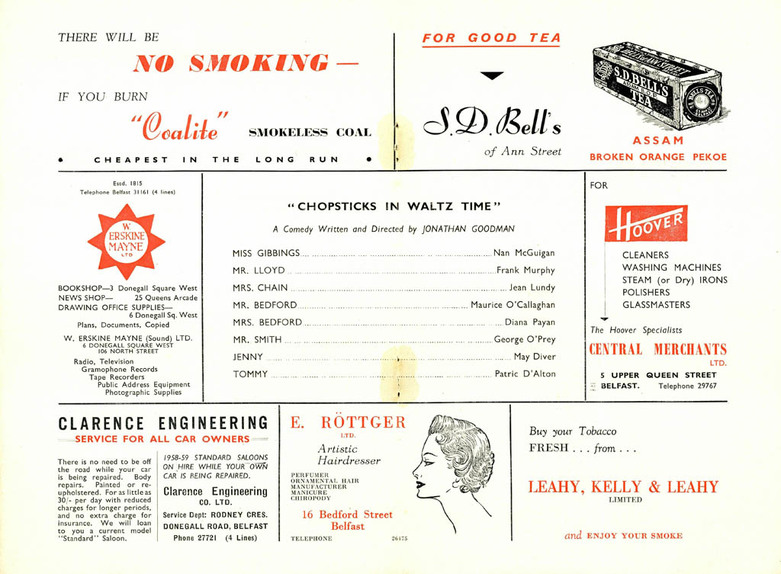 THERE WILL BE
NO SMOKING —
IF YOU BURN
"Coalite" SMOKELESS COAL
• CHEAPEST IN THE LONG RUN •
FOR GOOD TEA
S.D. Bell's
of Ann Street
S.D.BELL'S
TEA
ASSAM
BROKEN ORANGE PEKOE
Estd. 1815
Telephone Belfast 31161 (4 lines)
W
ERSKINE
MAYNE
LTD
BOOKSHOP—3 Donegall Square West
NEWS SHOP— 25 Queens Arcade
DRAWING OFFICE SUPPLIES—
6 Donegall Sq. West
Plans, Documents, Copied
W. ERSKINE MAYNE (Sound) LTD.
6 DONEGALL SQUARE WEST
106 NORTH STREET
Radio, Television
Gramophone Records
Tape Recorders
Public Address Equipment
Photographic Supplies
"CHOPSTICKS IN WALTZ TIME"
A Comedy Written and Directed by JONATHAN GOODMAN
MISS GIBBINGS Nan McGuigan
MR. LLOYD Frank Murphy
MRS. CHAIN Jean Lundy
MR. BEDFORD Maurice O'Callaghan
MRS. BEDFORD Diana Payan
MR. SMITH George O'Prey
JENNY May Diver
TOMMY Patric D'Alton
FOR
HOOVER
CLEANERS
WASHING MACHINES
STEAM (or Dry) IRONS
POLISHERS
GLASSMASTERS
The Hoover Specialists
CENTRAL MERCHANTS
LTD.
5 UPPER QUEEN STREET
BELFAST. Telephone 29767
CLARENCE ENGINEERING
SERVICE FOR ALL CAR OWNERS
There is no need to be off
the road while your car
is being repaired. Body
repairs. Painted or re-
upholstered. For as little as
30/- per day with reduced
charges for longer periods,
and no extra charge for
insurance. We will loan
to you a current model
"Standard" Saloon.
1958-59 STANDARD SALOONS
ON HIRE WHILE YOUR OWN
CAR IS BEING REPAIRED.
Clarence Engineering
CO. LTD.
Service Dept: RODNEY CRES.
DONEGALL ROAD, BELFAST
Phone 27721 (4 Lines)
E. RÖTTGER
LTD.
Artistic
Hairdresser
PERFUMER
ORNAMENTAL HAIR
MANUFACTURER
MANICURE
CHIROPODY
16 Bedford Street
Belfast
TELEPHONE 26475
Buy your Tobacco
FRESH . . . from . . .
LEAHY, KELLY & LEAHY
LIMITED
and ENJOY YOUR SMOKE